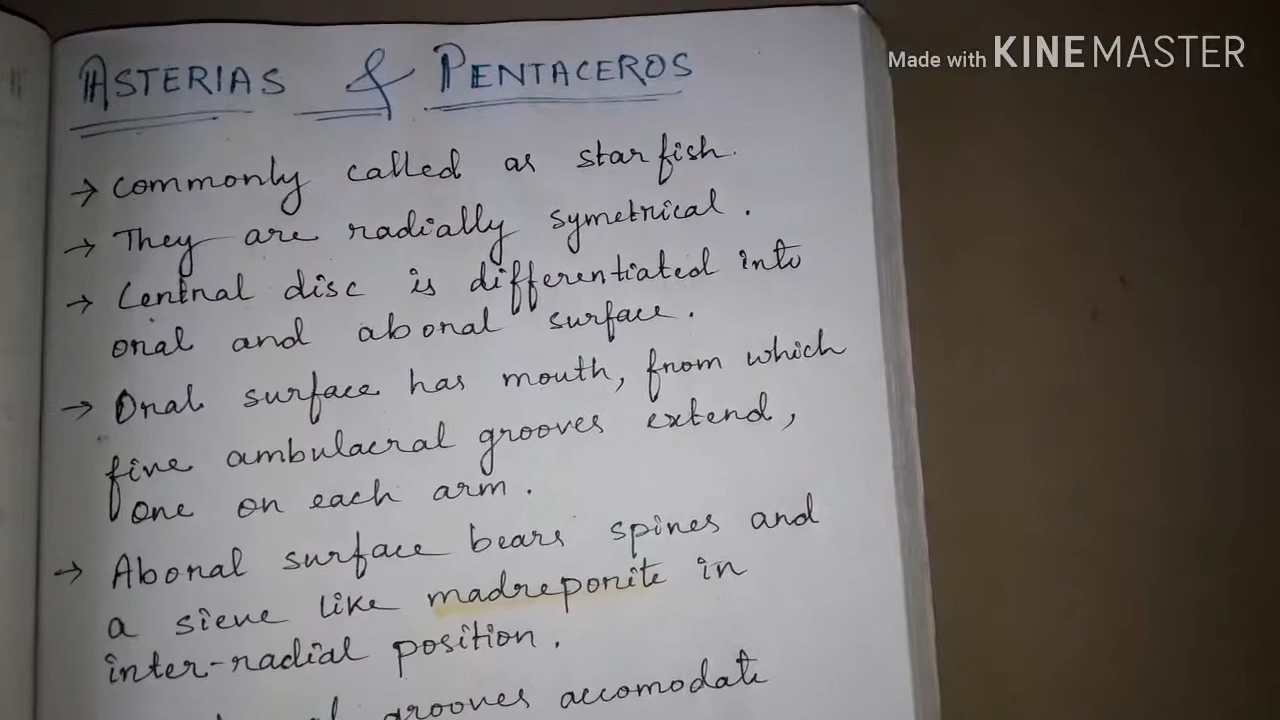 Made with KINEMASTER
ASTERIAS & PENTACEROS
→ Commonly called as starfish.
→ They are radially symetrical.
→ Central disc is differentiated into
oral and aboral surface.
→ Oral surface has mouth, from which
five ambulacral grooves extend,
one on each arm.
→ Aboral surface bears spines and
a sieve like madreporite in
inter-radial position.
grooves accomodate